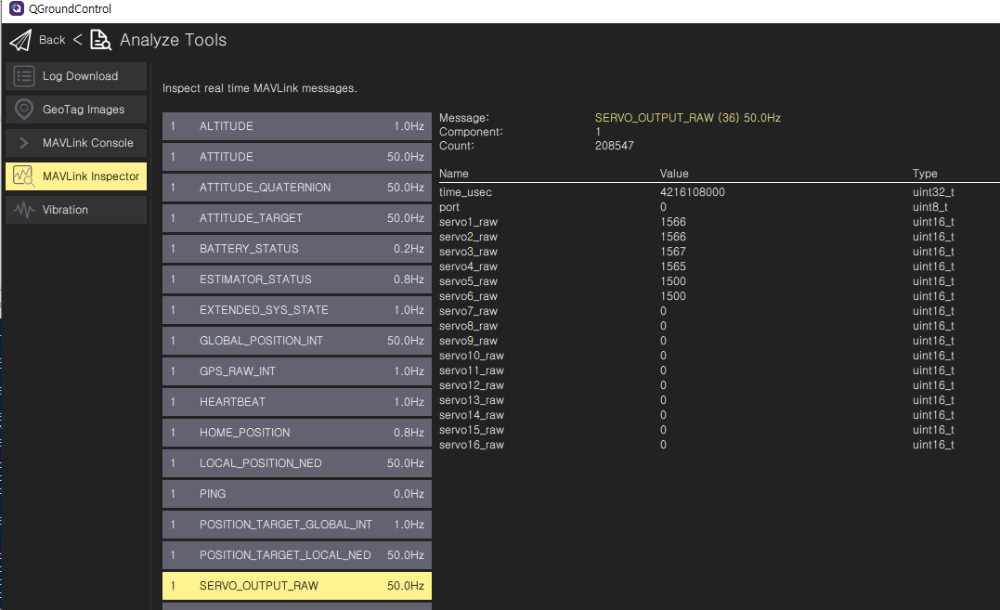 QGroundControl
Back < Analyze Tools
Log Download
GeoTag Images
MAVLink Console
MAVLink Inspector
Vibration
Inspect real time MAVLink messages.
1 ALTITUDE 1.0Hz
1 ATTITUDE 50.0Hz
1 ATTITUDE_QUATERNION 50.0Hz
1 ATTITUDE_TARGET 50.0Hz
1 BATTERY_STATUS 0.2Hz
1 ESTIMATOR_STATUS 0.8Hz
1 EXTENDED_SYS_STATE 1.0Hz
1 GLOBAL_POSITION_INT 50.0Hz
1 GPS_RAW_INT 1.0Hz
1 HEARTBEAT 1.0Hz
1 HOME_POSITION 0.8Hz
1 LOCAL_POSITION_NED 50.0Hz
1 PING 0.0Hz
1 POSITION_TARGET_GLOBAL_INT 1.0Hz
1 POSITION_TARGET_LOCAL_NED 50.0Hz
1 SERVO_OUTPUT_RAW 50.0Hz
Message: SERVO_OUTPUT_RAW (36) 50.0Hz
Component: 1
Count: 208547
Name Value Type
time_usec 4216108000 uint32_t
port 0 uint8_t
servo1_raw 1566 uint16_t
servo2_raw 1566 uint16_t
servo3_raw 1567 uint16_t
servo4_raw 1565 uint16_t
servo5_raw 1500 uint16_t
servo6_raw 1500 uint16_t
servo7_raw 0 uint16_t
servo8_raw 0 uint16_t
servo9_raw 0 uint16_t
servo10_raw 0 uint16_t
servo11_raw 0 uint16_t
servo12_raw 0 uint16_t
servo13_raw 0 uint16_t
servo14_raw 0 uint16_t
servo15_raw 0 uint16_t
servo16_raw 0 uint16_t